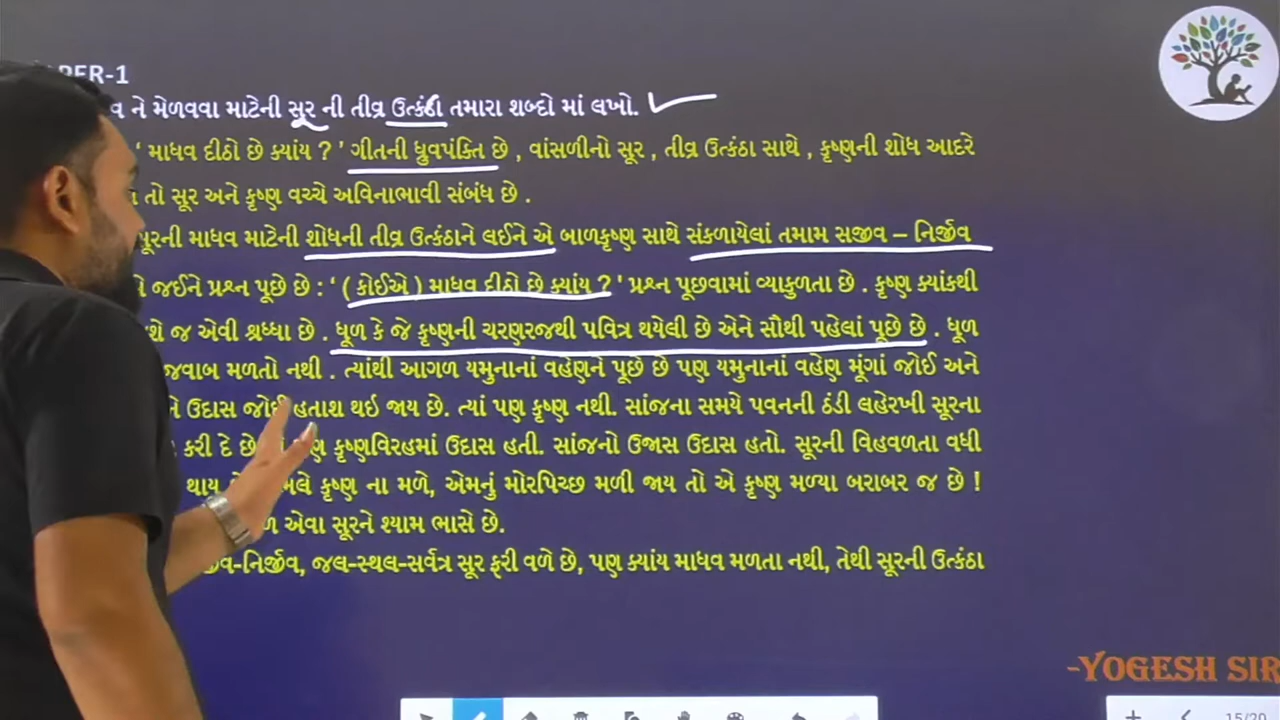 PER-1
ને મેળવવા માટેની સૂર ની તીવ્ર ઉત્કંઠા તમારા શબ્દો માં લખો.
' માધવ દીઠો છે ક્યાંય ? ' ગીતની ધ્રુવપંક્તિ છે , વાંસળીનો સૂર , તીવ્ર ઉત્કંઠા સાથે , કૃષ્ણની શોધ આદરે
તો સૂર અને કૃષ્ણ વચ્ચે અવિનાભાવી સંબંધ છે .
માધવ માટેની શોધની તીવ્ર ઉત્કંઠાને લઈને એ બાળકૃષ્ણ સાથે સંકળાયેલાં તમામ સજીવ – નિર્જીવ
જઈને પ્રશ્ન પૂછે છે : ' ( કોઈએ ) માધવ દીઠો છે ક્યાંય ? ' પ્રશ્ન પૂછવામાં વ્યાકુળતા છે . કૃષ્ણ ક્યાંકથી
જ એવી શ્રધ્ધા છે . ધૂળ કે જે કૃષ્ણની ચરણરજથી પવિત્ર થયેલી છે એને સૌથી પહેલાં પૂછે છે . ધૂળ
જવાબ મળતો નથી . ત્યાંથી આગળ યમુનાનાં વહેણને પૂછે છે પણ યમુનાનાં વહેણ મૂંગાં જોઈ અને
ઉદાસ જોઈ હતાશ થઇ જાય છે. ત્યાં પણ કૃષ્ણ નથી. સાંજના સમયે પવનની ઠંડી લહેરખી સૂરના
કરી દે છે કૃષ્ણવિરહમાં ઉદાસ હતી. સાંજનો ઉજાસ ઉદાસ હતો. સૂરની વિહવળતા વધી
થાય કૃષ્ણ ના મળે, એમનું મોરપિચ્છ મળી જાય તો એ કૃષ્ણ મળ્યા બરાબર જ છે !
એવા સૂરને શ્યામ ભાસે છે.
નિર્જીવ, જલ-સ્થલ-સર્વત્ર સૂર ફરી વળે છે, પણ ક્યાંય માધવ મળતા નથી, તેથી સૂરની ઉત્કંઠા
-YOGESH SIR
15/20